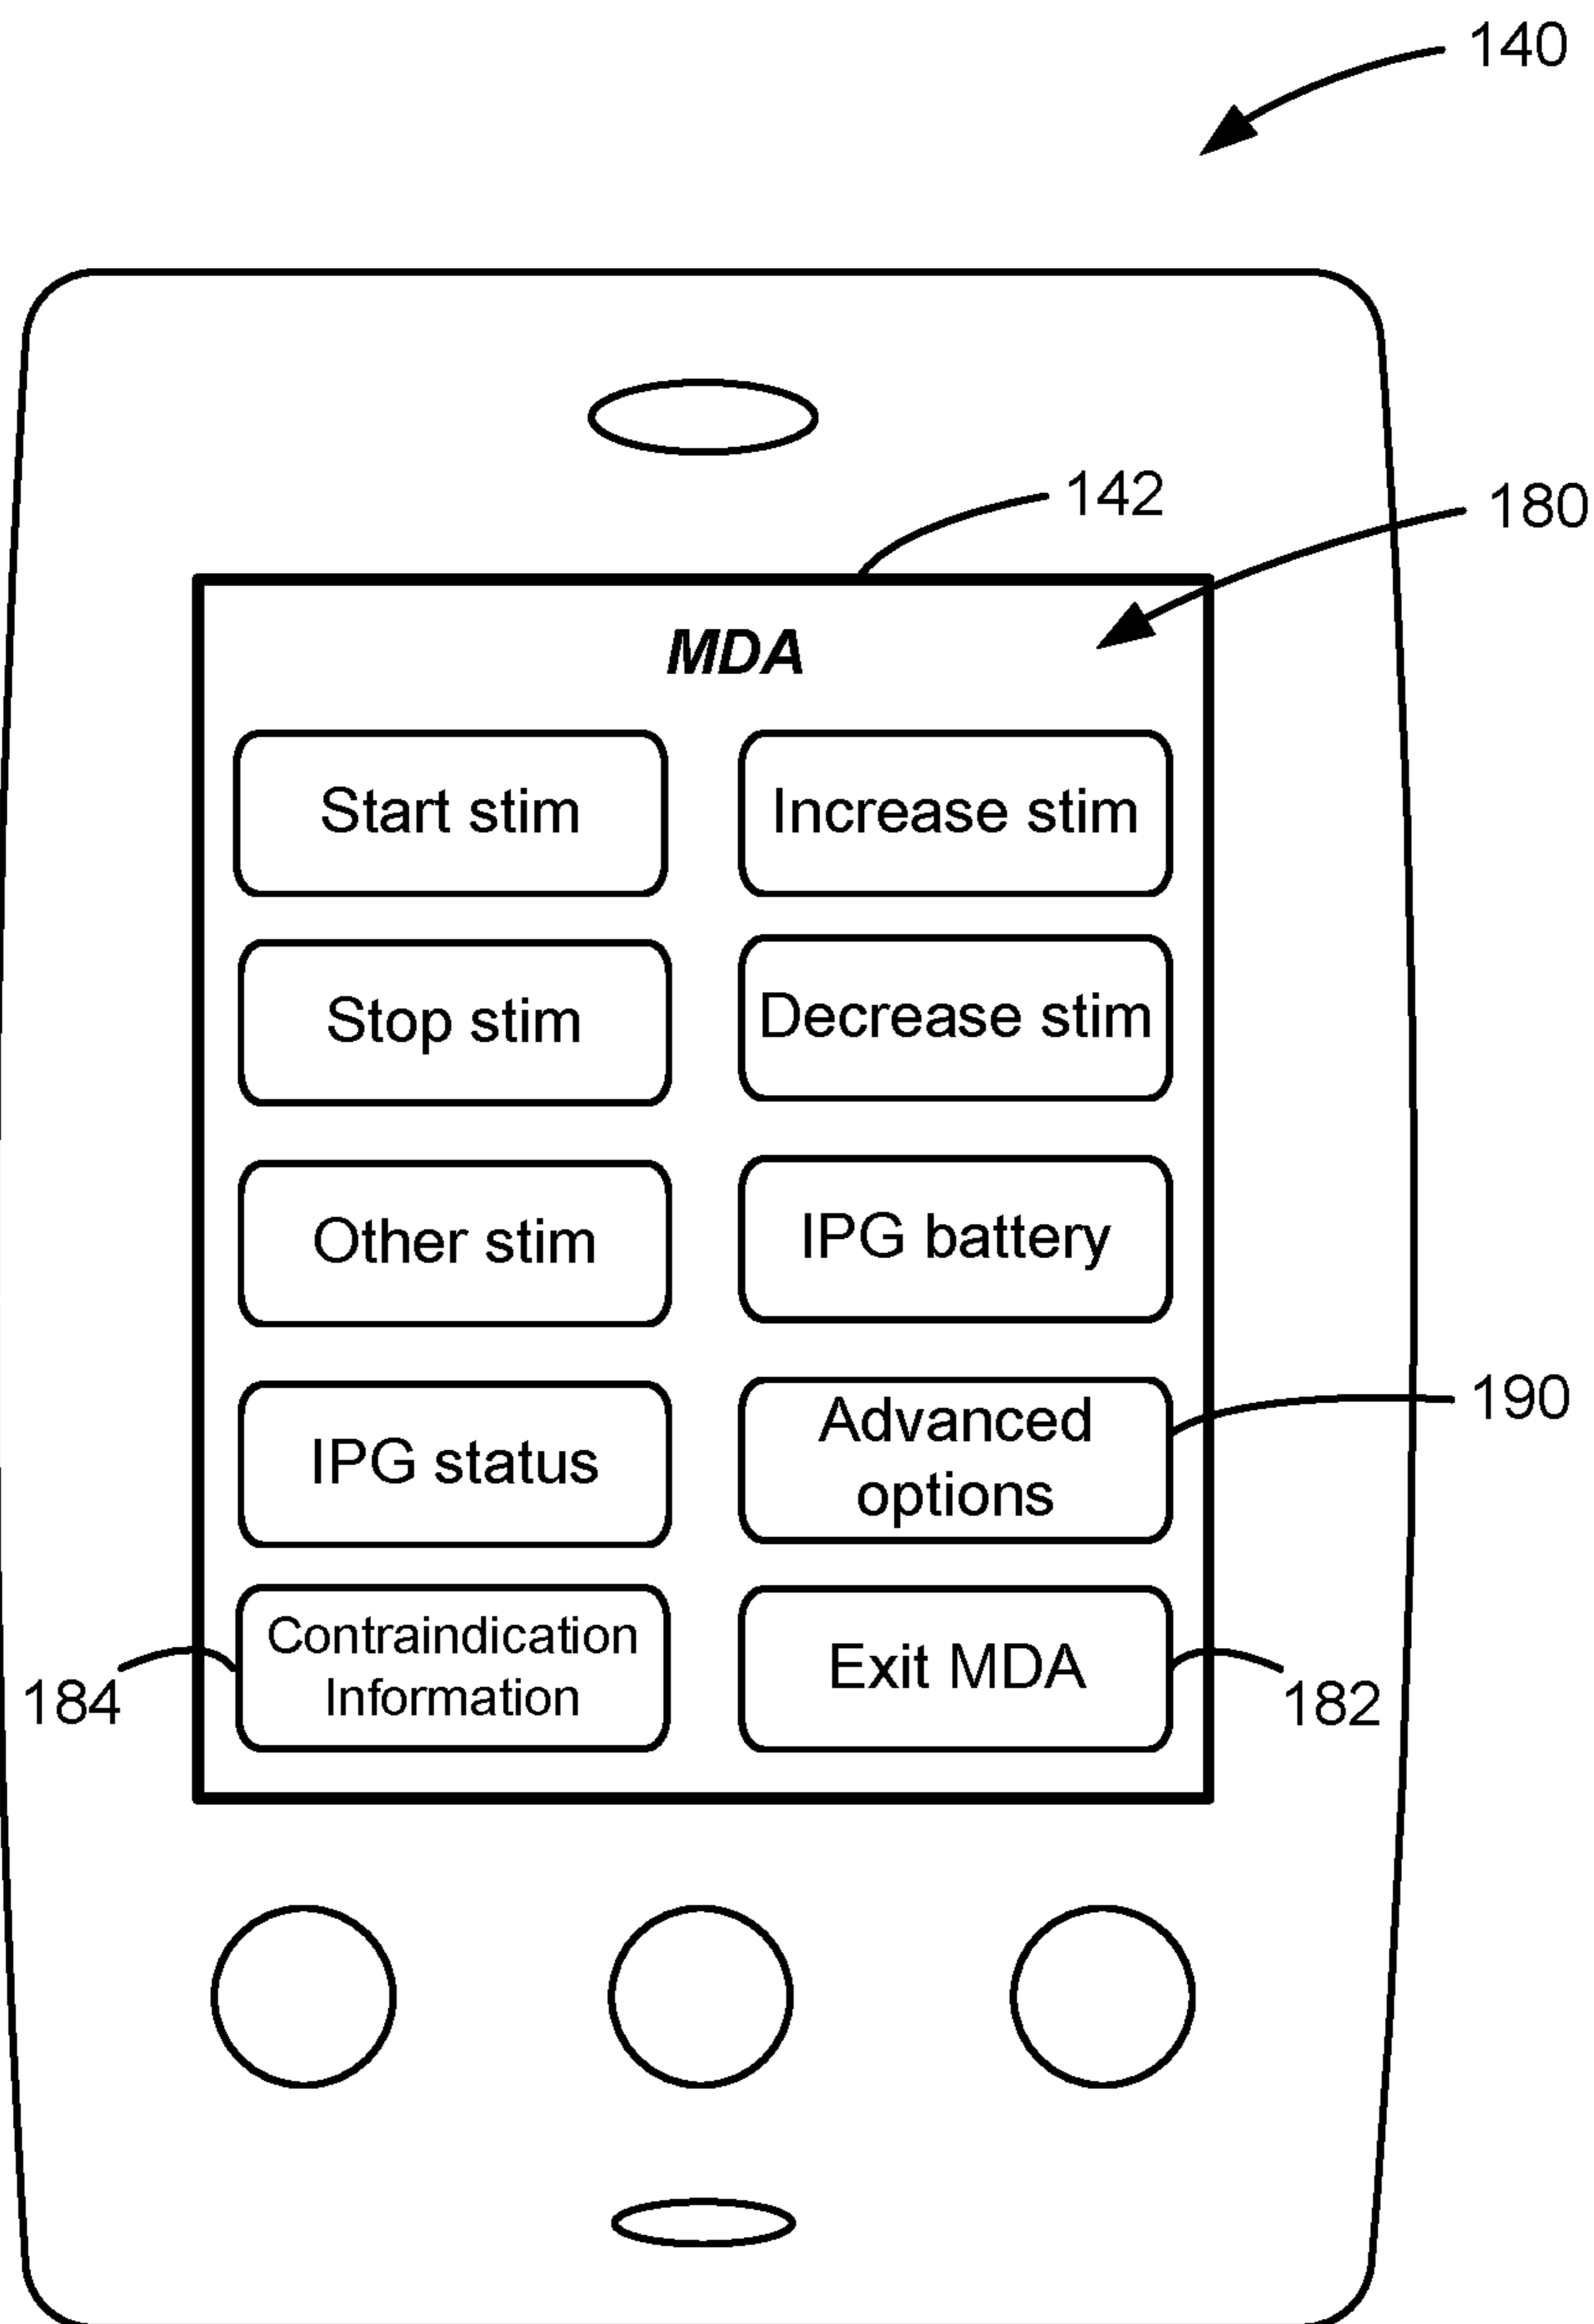 140
142
180
MDA
Start stim
Increase stim
Stop stim
Decrease stim
Other stim
IPG battery
IPG status
Advanced
options
190
Contraindication
Information
Exit MDA
184
182